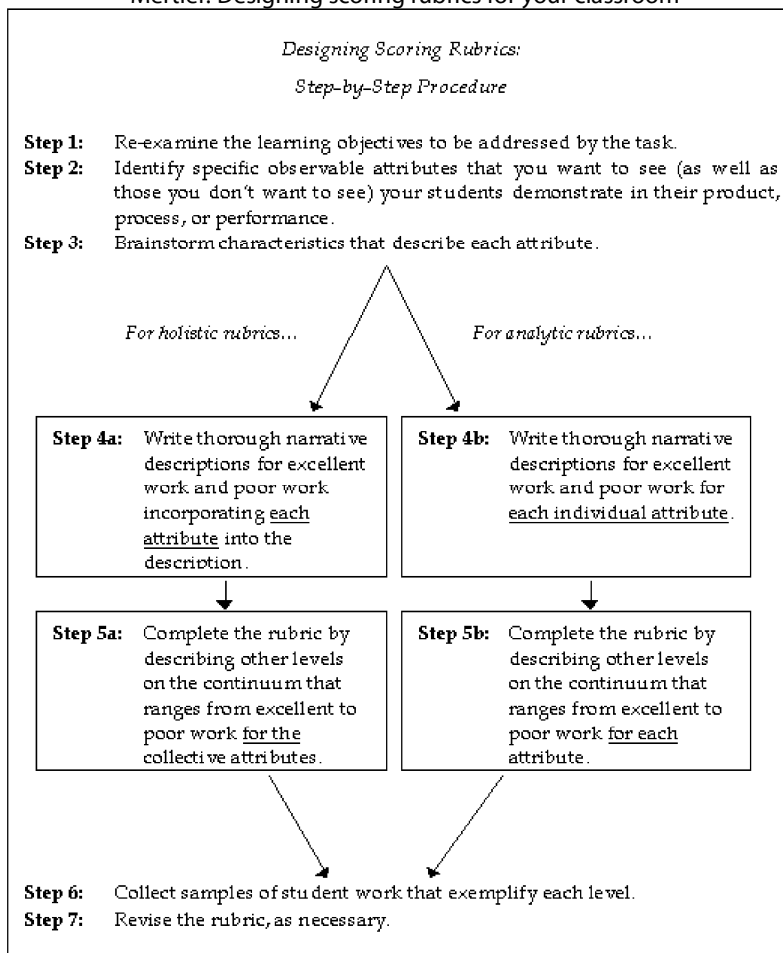 Mertler: Designing scoring rubrics for your classroom
Designing Scoring Rubrics:
Step-by-Step Procedure
Step 1: Re-examine the learning objectives to be addressed by the task.
Step 2: Identify specific observable attributes that you want to see (as well as
those you don't want to see) your students demonstrate in their product,
process, or performance.
Step 3: Brainstorm characteristics that describe each attribute.
For holistic rubrics...
For analytic rubrics...
Step 4a: Write thorough narrative
descriptions for excellent
work and poor work
incorporating each
attribute into the
description.
Step 4b: Write thorough narrative
descriptions for excellent
work and poor work for
each individual attribute.
Step 5a: Complete the rubric by
describing other levels
on the continuum that
ranges from excellent to
poor work for the
collective attributes.
Step 5b: Complete the rubric by
describing other levels
on the continuum that
ranges from excellent to
poor work for each
attribute.
Step 6: Collect samples of student work that exemplify each level.
Step 7: Revise the rubric, as necessary.